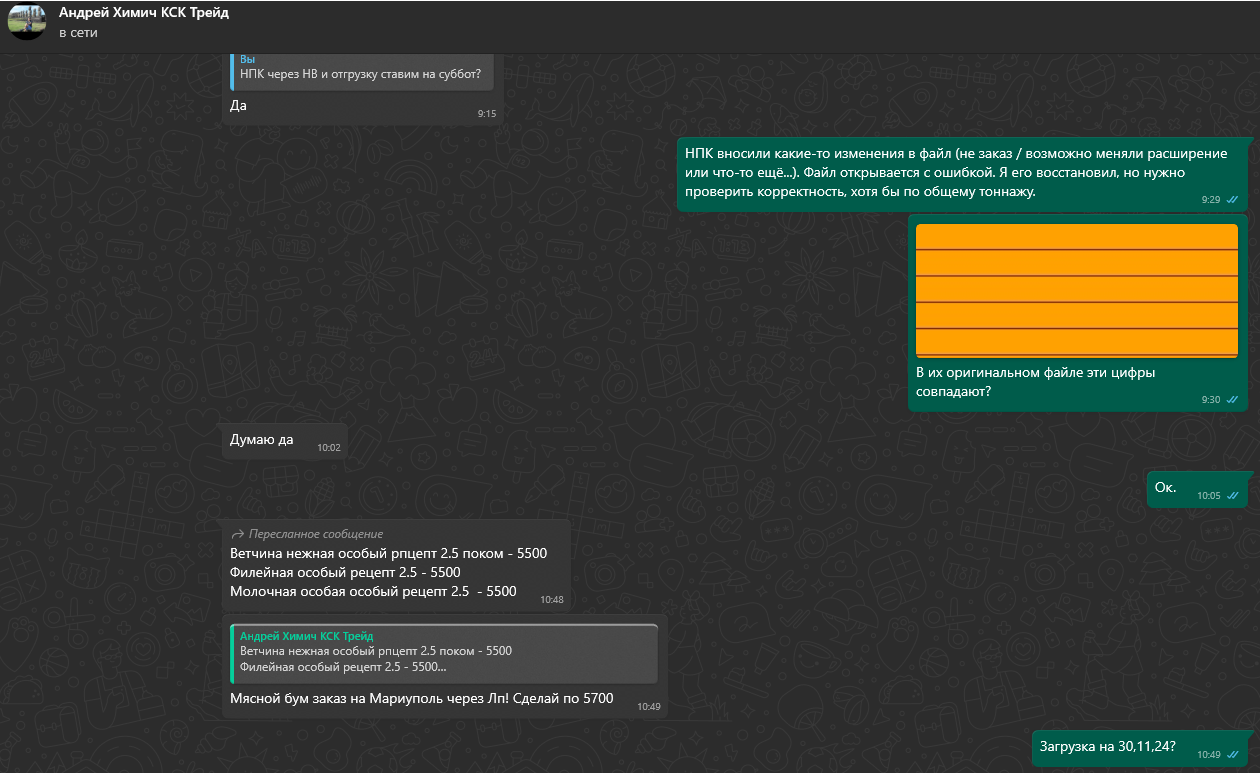 Андрей Химич КСК Трейд
в сети
Вы
НПК через НВ и отгрузку ставим на суббот?
Да
9:15
НПК вносили какие-то изменения в файл (не заказ / возможно меняли расширение
или что-то ещё...). Файл открывается с ошибкой. Я его восстановил, но нужно
проверить корректность, хотя бы по общему тоннажу.
9:29
В их оригинальном файле эти цифры
совпадают?
9:30
Думаю да
10:02
Ок.
10:05
Пересланное сообщение
Ветчина нежная особый рпцепт 2.5 поком - 5500
Филейная особый рецепт 2.5 - 5500
Молочная особая особый рецепт 2.5 - 5500
10:48
Андрей Химич КСК Трейд
Ветчина нежная особый рпцепт 2.5 поком - 5500
Филейная особый рецепт 2.5 - 5500...
Мясной бум заказ на Мариуполь через Лп! Сделай по 5700
10:49
Загрузка на 30,11,24?
10:49